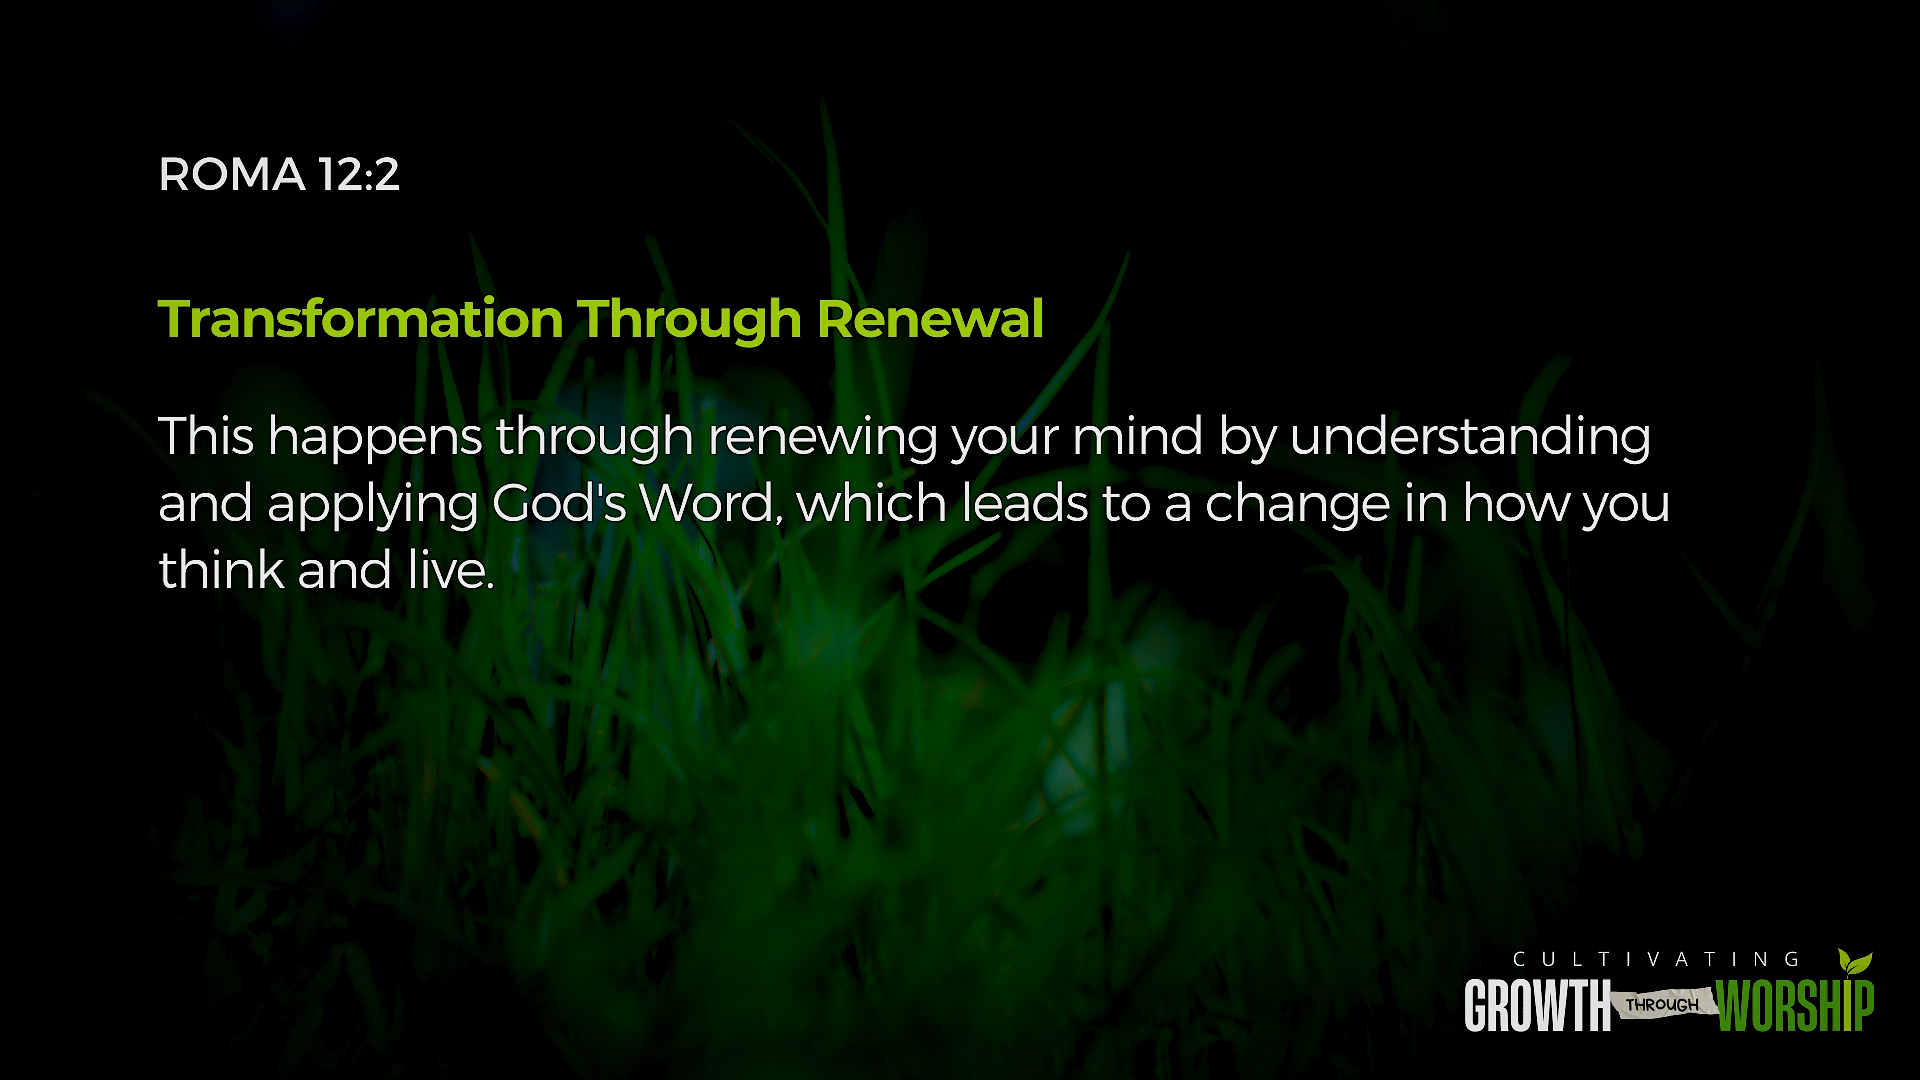 ROMA 12:2
Transformation Through Renewal
This happens through renewing your mind by understanding
and applying God's Word, which leads to a change in how you
think and live.
CULTIVATING
GROWTH THROUGH WORSHIP